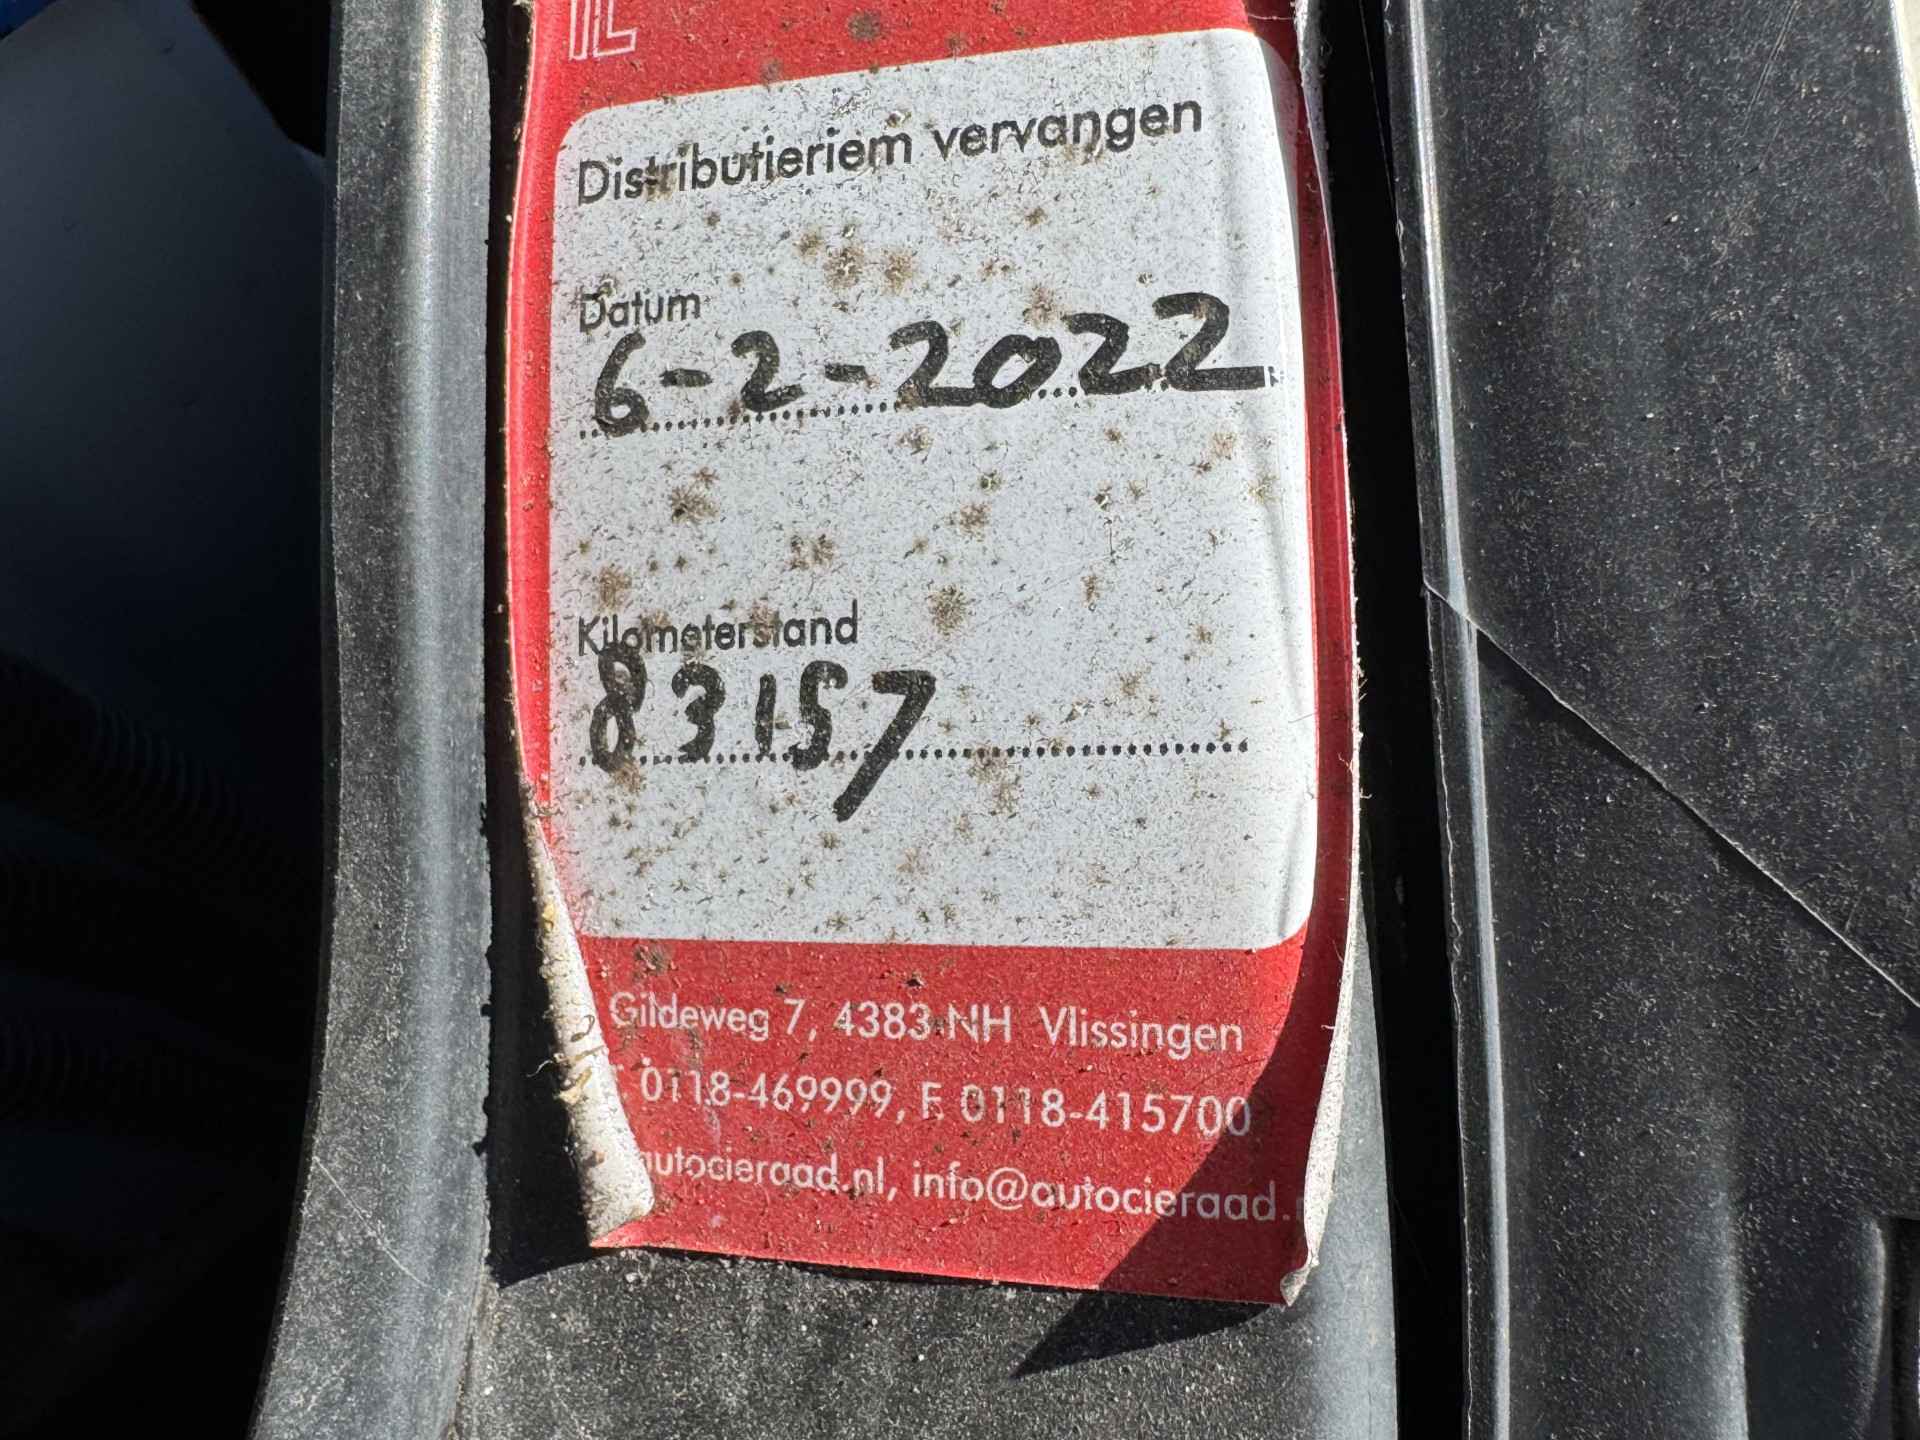 Distributieriem vervangen
Datum
6-2-2022
Kilometerstand
83157
Gildeweg 7, 4383 NH Vlissingen
T. 0118-469999, F. 0118-415700
autocieraad.nl, info@autocieraad.